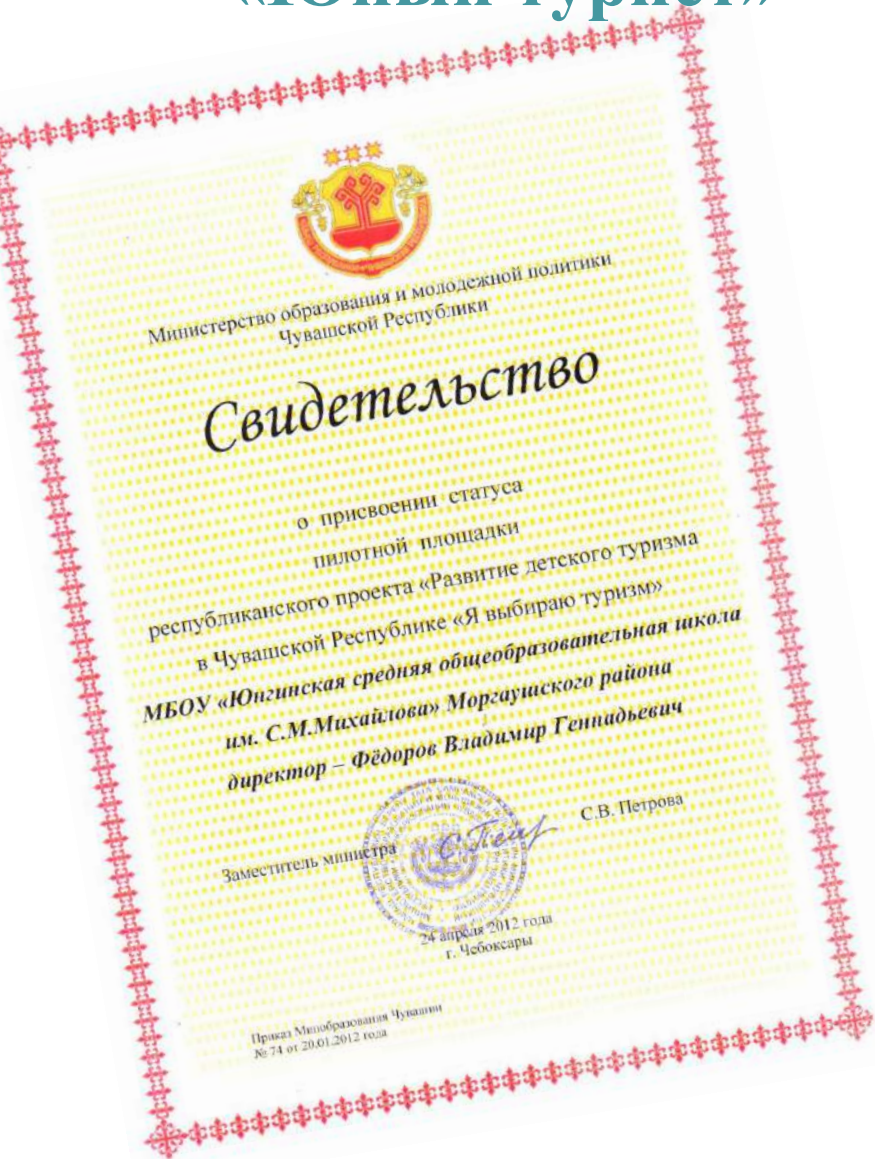 «Юный турист»
Министерство образования и молодежной политики
Чувашской Республики
Свидетельство
о присвоении статуса
пилотной площадки
республиканского проекта «Развитие детского туризма
в Чувашской Республике «Я выбираю туризм»
МБОУ «Юнгинская средняя общеобразовательная школа
им. С.М.Михайлова» Моргаушского района
директор – Фёдоров Владимир Геннадьевич
Заместитель министра
С.В. Петрова
24 апреля 2012 года
г. Чебоксары
Приказ Минобразования Чувашии
№ 74 от 20.01.2012 года